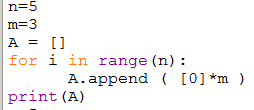 n=5
m=3
A = []
for i in range(n):
    A.append ( [0]*m )
print(A)